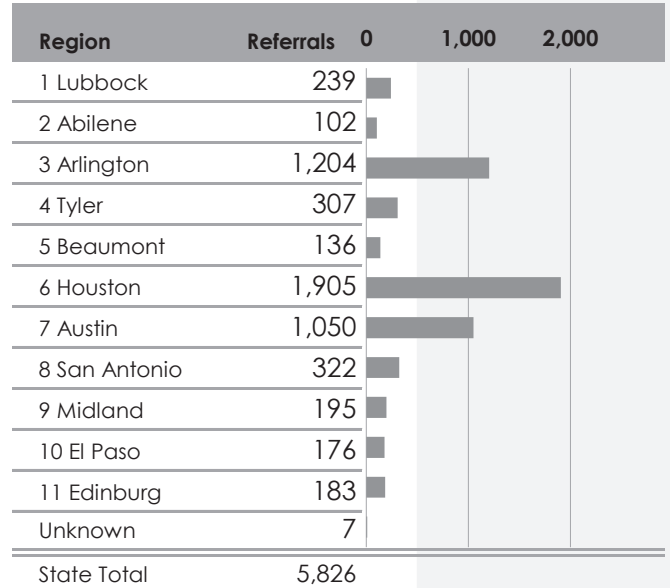 Region Referrals 0 1,000 2,000
1 Lubbock 239
2 Abilene 102
3 Arlington 1,204
4 Tyler 307
5 Beaumont 136
6 Houston 1,905
7 Austin 1,050
8 San Antonio 322
9 Midland 195
10 El Paso 176
11 Edinburg 183
Unknown 7
State Total 5,826